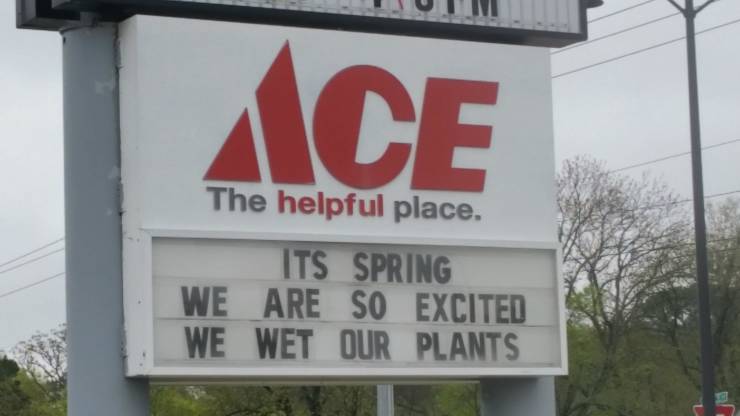 ACE
The helpful place.
ITS SPRING
WE ARE SO EXCITED
WE WET OUR PLANTS